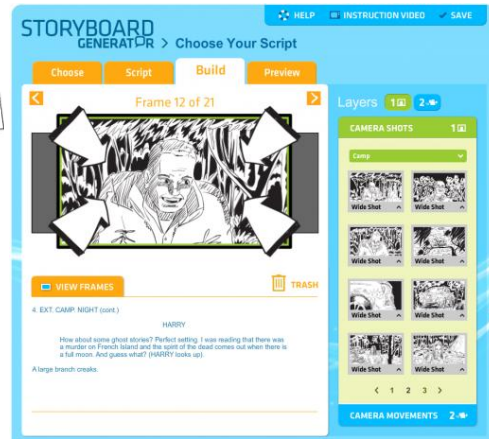 HELP INSTRUCTION VIDEO SAVE
STORYBOARD
GENERATOR > Choose Your Script
Choose Script Build Preview
Frame 12 of 21
Layers 1 2
CAMERA SHOTS 1
Camp
Wide Shot Wide Shot
Wide Shot Wide Shot
Wide Shot Wide Shot
Wide Shot Wide Shot
< 1 2 3 >
CAMERA MOVEMENTS 2
VIEW FRAMES TRASH
4. EXT. CAMP. NIGHT (cont.)
HARRY
How about some ghost stories? Perfect setting. I was reading that there was
a murder on French Island and the spirit of the dead comes out when there is
a full moon. And guess what? (HARRY looks up)
A large branch creaks.